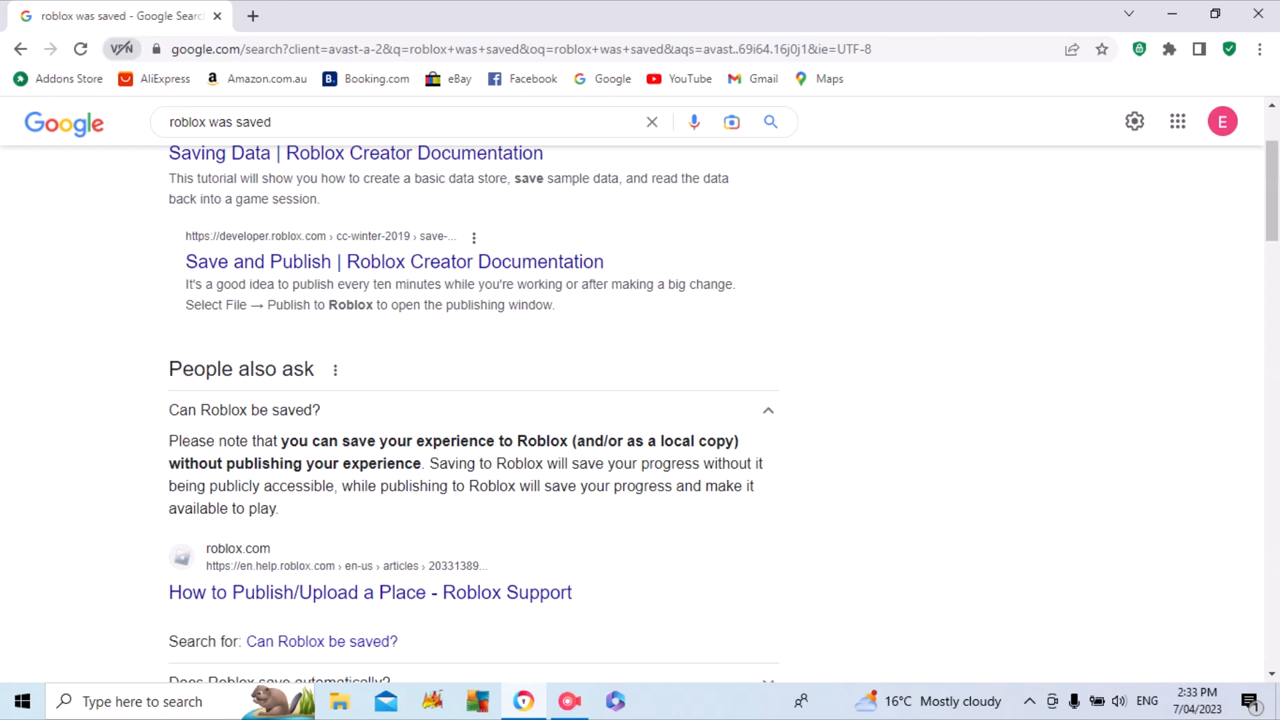 roblox was saved - Google Searc
google.com/search?client=avast-a-2&q=roblox+was+saved&oq=roblox+was+saved&aqs=avast..69i64.16j0j1&ie=UTF-8
Addons Store AliExpress Amazon.com.au Booking.com eBay Facebook Google YouTube Gmail Maps
Google roblox was saved E
Saving Data | Roblox Creator Documentation
This tutorial will show you how to create a basic data store, save sample data, and read the data
back into a game session.
https://developer.roblox.com › cc-winter-2019 › save-...
Save and Publish | Roblox Creator Documentation
It's a good idea to publish every ten minutes while you're working or after making a big change.
Select File → Publish to Roblox to open the publishing window.
People also ask
Can Roblox be saved?
Please note that you can save your experience to Roblox (and/or as a local copy)
without publishing your experience. Saving to Roblox will save your progress without it
being publicly accessible, while publishing to Roblox will save your progress and make it
available to play.
roblox.com
https://en.help.roblox.com › en-us › articles › 20331389...
How to Publish/Upload a Place - Roblox Support
Search for: Can Roblox be saved?
Does Roblox save automatically?
Type here to search 16°C Mostly cloudy ENG 2:33 PM
7/04/2023 1